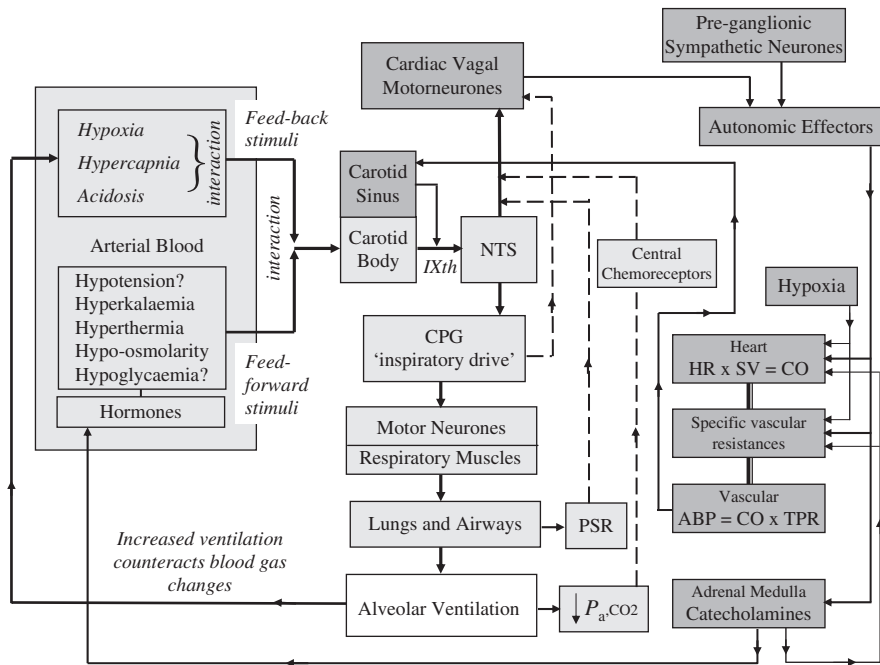 Pre-ganglionic
Sympathetic Neurones
Cardiac Vagal
Motorneurones
Autonomic Effectors
Feed-back
stimuli
Hypoxia
Hypercapnia
Acidosis
interaction
Arterial Blood
interaction
Carotid
Sinus
Carotid
Body
IXth
NTS
Central
Chemoreceptors
Hypotension?
Hyperkalaemia
Hyperthermia
Hypo-osmolarity
Hypoglycaemia?
Hormones
Feed-
forward
stimuli
CPG
‘inspiratory drive’
Hypoxia
Heart
HR x SV = CO
Motor Neurones
Respiratory Muscles
Specific vascular
resistances
Lungs and Airways
PSR
Vascular
ABP = CO x TPR
Increased ventilation
counteracts blood gas
changes
Alveolar Ventilation
↓ Pa,CO2
Adrenal Medulla
Catecholamines